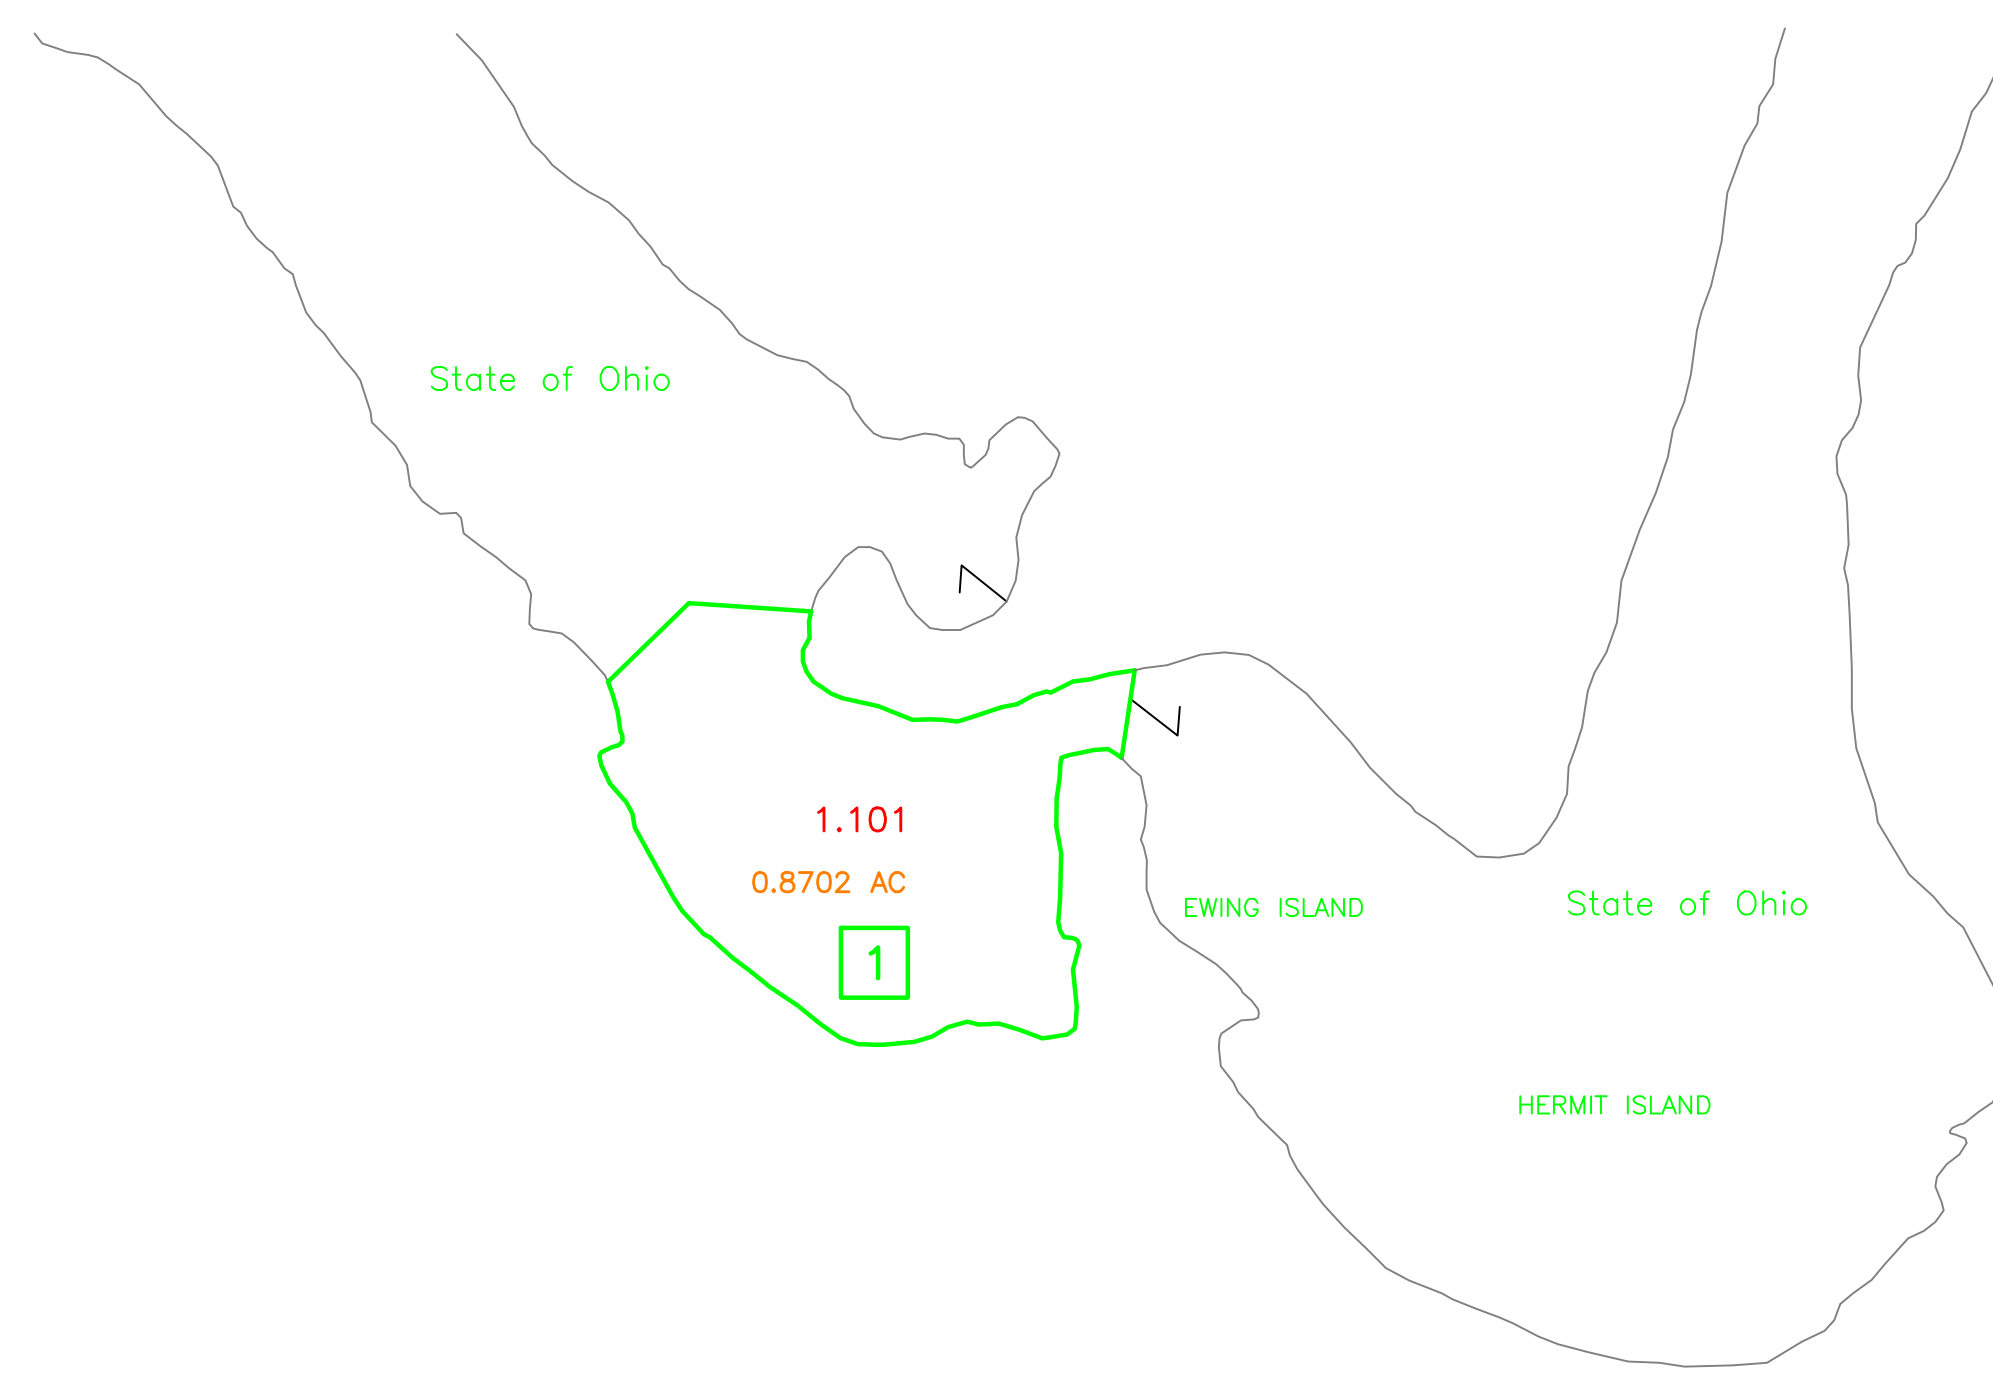 State of Ohio
1.101
0.8702 AC
1
EWING ISLAND
State of Ohio
HERMIT ISLAND